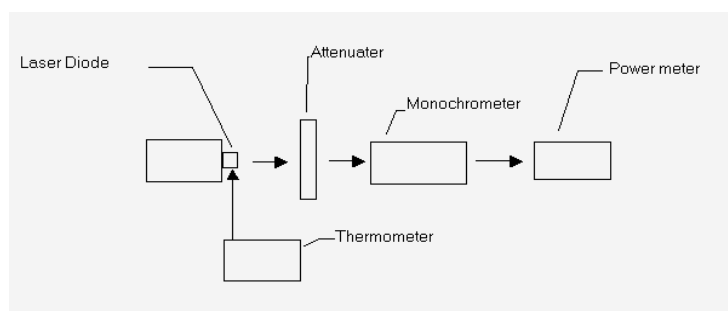 Attenuater
Laser Diode
Power meter
Monochrometer
Thermometer